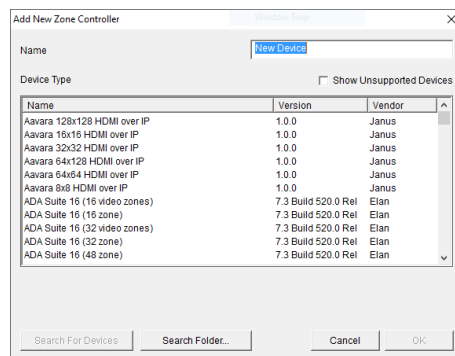 Add New Zone Controller
Window Snip
Name
New Device
Device Type
Show Unsupported Devices
Name Version Vendor
Aavara 128x128 HDMI over IP 1.0.0 Janus
Aavara 16x16 HDMI over IP 1.0.0 Janus
Aavara 32x32 HDMI over IP 1.0.0 Janus
Aavara 64x128 HDMI over IP 1.0.0 Janus
Aavara 64x64 HDMI over IP 1.0.0 Janus
Aavara 8x8 HDMI over IP 1.0.0 Janus
ADA Suite 16 (16 video zones) 7.3 Build 520.0 Rel Elan
ADA Suite 16 (16 zone) 7.3 Build 520.0 Rel Elan
ADA Suite 16 (32 video zones) 7.3 Build 520.0 Rel Elan
ADA Suite 16 (32 zone) 7.3 Build 520.0 Rel Elan
ADA Suite 16 (48 zone) 7.3 Build 520.0 Rel Elan
Search For Devices Search Folder... Cancel OK